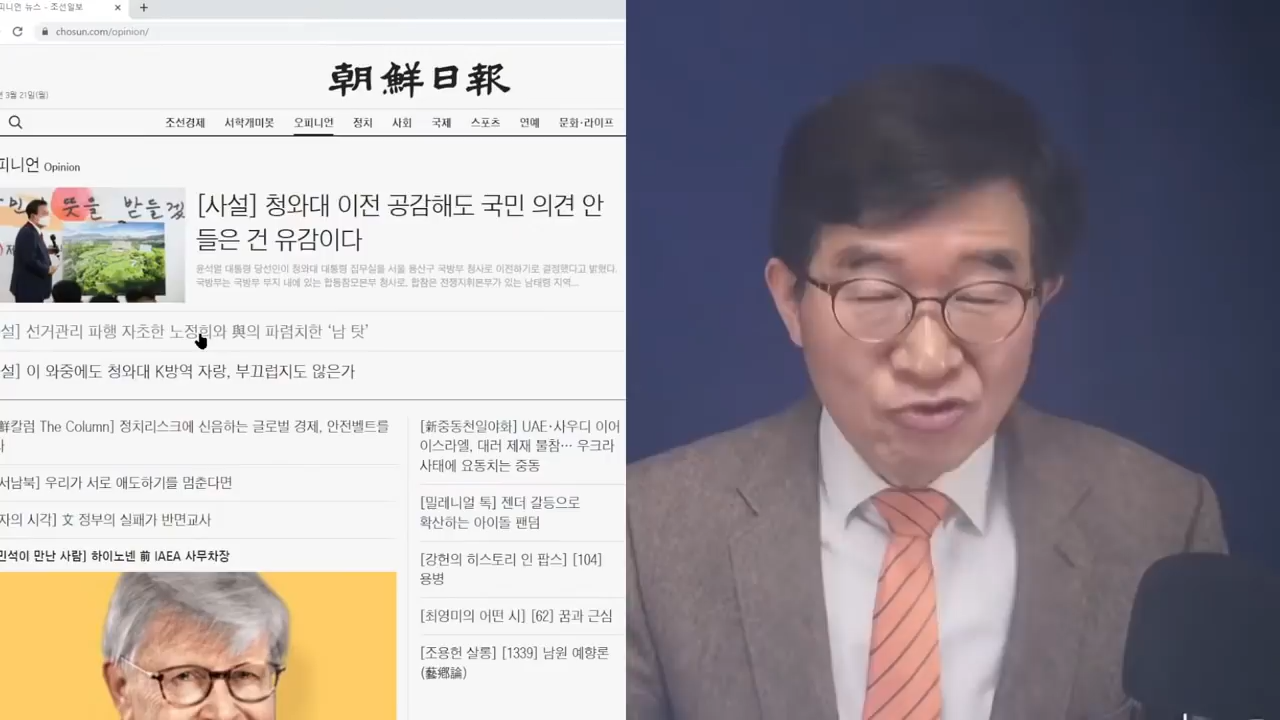 피니언 뉴스 - 조선일보
chosun.com/opinion/
朝鮮日報
3월 21일(월)
조선경제 서학개미봇 오피니언 정치 사회 국제 스포츠 연예 문화·라이프
피니언 Opinion
뜻을 받들겠
[사설] 청와대 이전 공감해도 국민 의견 안
들은 건 유감이다
윤석열 대통령 당선인이 청와대 대통령 집무실을 서울 용산구 국방부 청사로 이전하기로 결정했다고 밝혔다.
국방부는 국방부 부지 내에 있는 합동참모본부 청사로, 합참은 전쟁지휘본부가 있는 남태령 지역...
설] 선거관리 파행 자초한 노정희와 與의 파렴치한 ‘남 탓’
설] 이 와중에도 청와대 K방역 자랑, 부끄럽지도 않은가
鮮칼럼 The Column] 정치리스크에 신음하는 글로벌 경제, 안전벨트를
라
서남북] 우리가 서로 애도하기를 멈춘다면
자의 시각] 文 정부의 실패가 반면교사
민석이 만난 사람] 하이노넨 前 IAEA 사무차장
[新중동천일야화] UAE·사우디 이어
이스라엘, 대러 제재 불참… 우크라
사태에 요동치는 중동
[밀레니얼 톡] 젠더 갈등으로
확산하는 아이돌 팬덤
[강헌의 히스토리 인 팝스] [104]
용병
[최영미의 어떤 시] [62] 꿈과 근심
[조용헌 살롱] [1339] 남원 예향론
(藝鄕論)